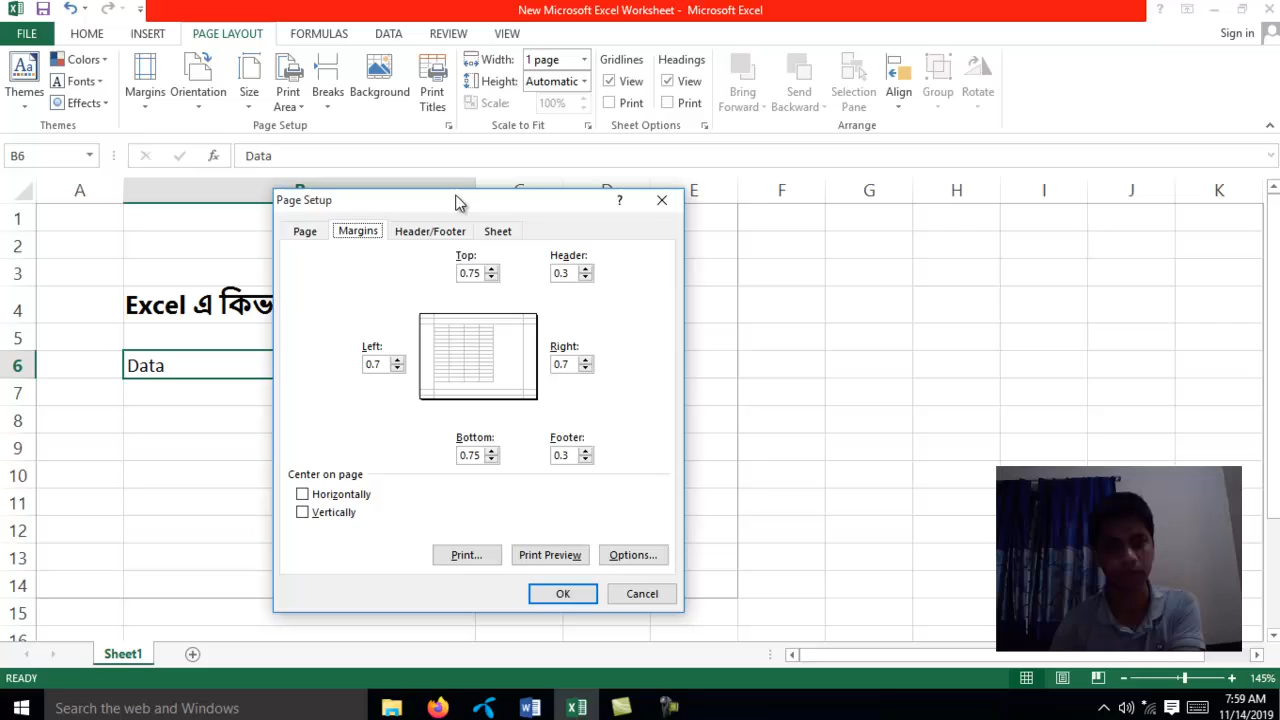 New Microsoft Excel Worksheet - Microsoft Excel
FILE HOME INSERT PAGE LAYOUT FORMULAS DATA REVIEW VIEW Sign in
Colors Fonts Effects
Themes Margins Orientation Size Print Area Breaks Background Print Titles
Width: 1 page
Height: Automatic
Scale: 100%
Gridlines Headings
View View
Print Print
Bring Forward Send Backward Selection Pane Align Group Rotate
Themes Page Setup Scale to Fit Sheet Options Arrange
B6 fx Data
A E F G H I J K
1
2
3
4 Excel এ কিভ
5
6 Data
7
8
9
10
11
12
13
14
15
16
Page Setup ?
Page Margins Header/Footer Sheet
Top: Header:
0.75 0.3
Left: Right:
0.7 0.7
Bottom: Footer:
0.75 0.3
Center on page
Horizontally
Vertically
Print... Print Preview Options...
OK Cancel
Sheet1
READY 145%
Search the web and Windows
7:59 AM
11/14/2019